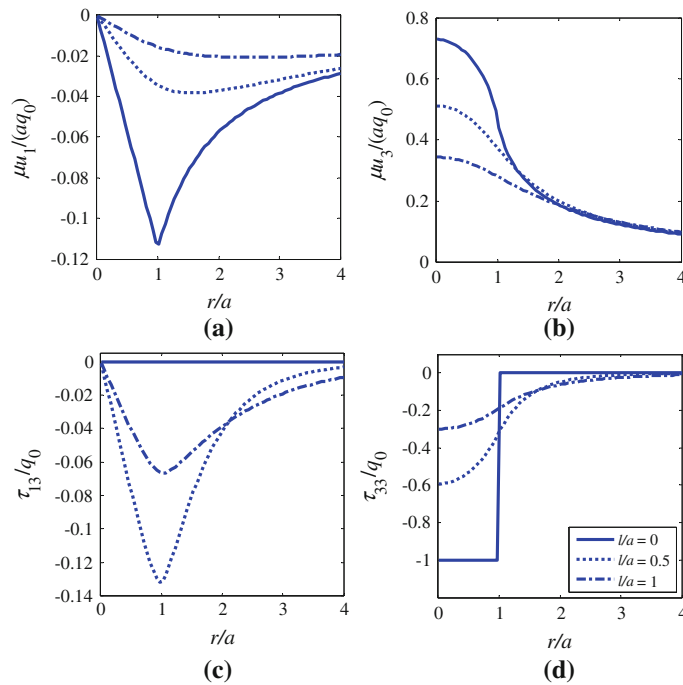 0
-0.02
-0.04
-0.06
-0.08
-0.1
-0.12
μu₁/(aq₀)
0 1 2 3 4
r/a
(a)
0.8
0.6
0.4
0.2
0
μu₃/(aq₀)
0 1 2 3 4
r/a
(b)
0
-0.02
-0.04
-0.06
-0.08
-0.1
-0.12
-0.14
τ₁₃/q₀
0 1 2 3 4
r/a
(c)
0
-0.2
-0.4
-0.6
-0.8
-1
τ₃₃/q₀
l/a = 0
l/a = 0.5
l/a = 1
0 1 2 3 4
r/a
(d)